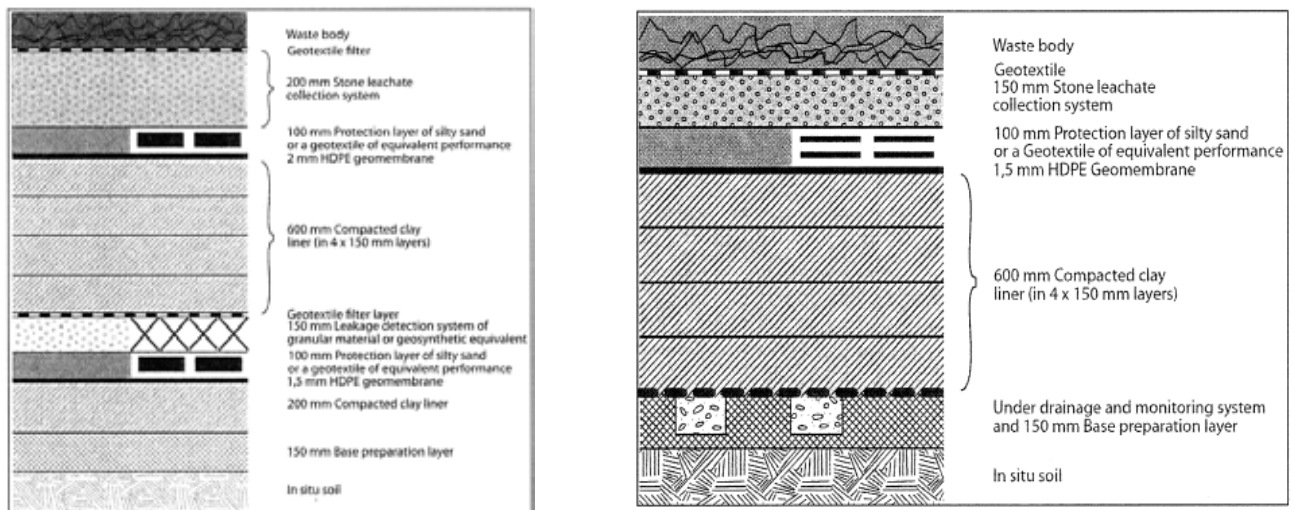 Waste body
Geotextile filter
200 mm Stone leachate
collection system
100 mm Protection layer of silty sand
or a geotextile of equivalent performance
2 mm HDPE geomembrane
600 mm Compacted clay
liner (in 4 x 150 mm layers)
Geotextile filter layer
150 mm Leakage detection system of
granular material or geosynthetic equivalent
100 mm Protection layer of silty sand
or a geotextile of equivalent performance
1,5 mm HDPE geomembrane
200 mm Compacted clay liner
150 mm Base preparation layer
In situ soil
Waste body
Geotextile
150 mm Stone leachate
collection system
100 mm Protection layer of silty sand
or a Geotextile of equivalent performance
1,5 mm HDPE Geomembrane
600 mm Compacted clay
liner (in 4 x 150 mm layers)
Under drainage and monitoring system
and 150 mm Base preparation layer
In situ soil